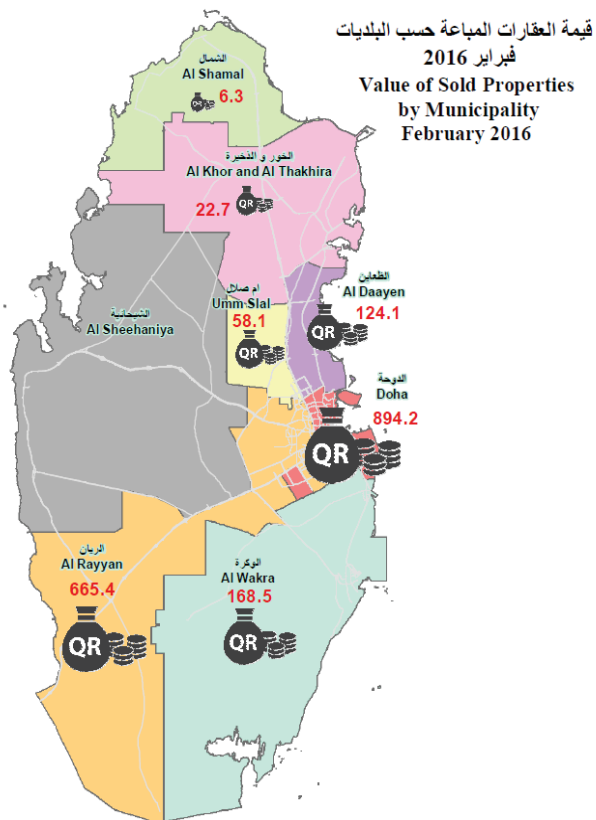 قيمة العقارات المباعة حسب البلديات
فبراير 2016
Value of Sold Properties
by Municipality
February 2016
الشمال
Al Shamal
6.3
QR
الخور و الذخيرة
Al Khor and Al Thakhira
22.7
QR
ام صلال
Umm Slal
58.1
QR
الظعاين
Al Daayen
124.1
QR
الشيحانية
Al Sheehaniya
الدوحة
Doha
894.2
QR
الريان
Al Rayyan
665.4
QR
الوكرة
Al Wakra
168.5
QR